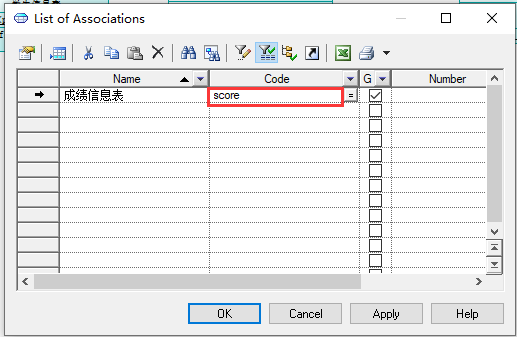 List of Associations
Name
Code
G
Number
成绩信息表
score
=
OK
Cancel
Apply
Help